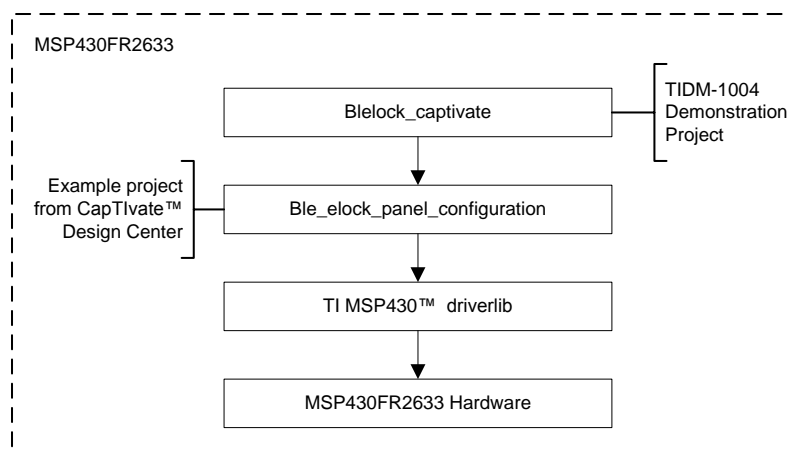 MSP430FR2633
Blelock_captivate
TIDM-1004
Demonstration
Project
Example project
from CapTIvate™
Design Center
Ble_elock_panel_configuration
TI MSP430™ driverlib
MSP430FR2633 Hardware